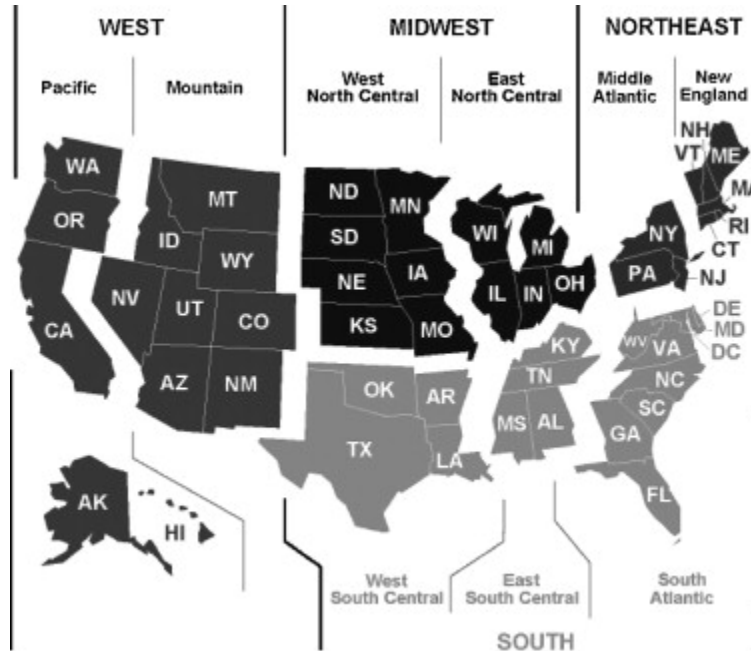 WEST MIDWEST NORTHEAST
Pacific Mountain West North Central East North Central Middle Atlantic New England
NH
VT ME
WA MT ND MN MA
OR ID SD WI MI NY RI
WY CT
NV NE IA PA NJ
CA UT CO IL IN OH
KS MO DE
KY WV VA MD
DC
AZ NM OK AR TN NC
SC
TX MS AL GA
LA
FL
AK
HI
West South Central East South Central South Atlantic
SOUTH